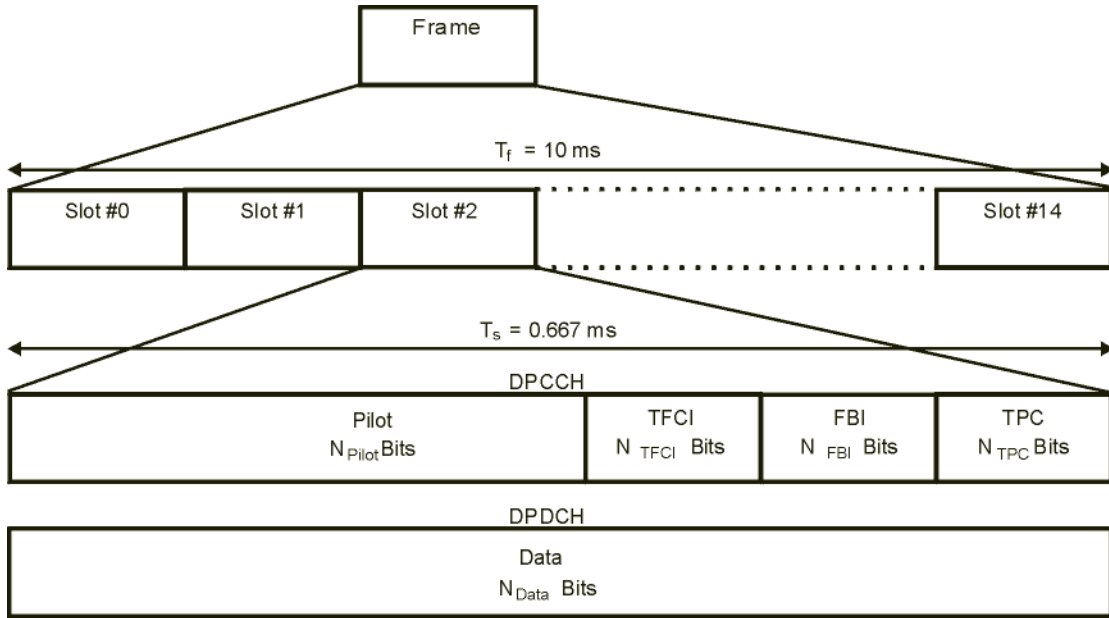 Frame
T_f = 10 ms
Slot #0 Slot #1 Slot #2 Slot #14
T_s = 0.667 ms
DPCCH
Pilot TFCI FBI TPC
N_Pilot Bits N_TFCI Bits N_FBI Bits N_TPC Bits
DPDCH
Data
N_Data Bits